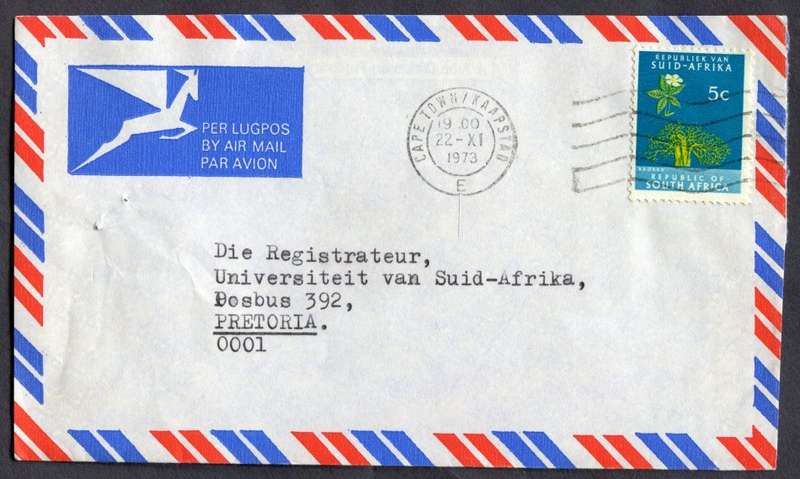 PER LUGPOS
BY AIR MAIL
PAR AVION
CAPE TOWN/KAAPSTAD
19 00
22-XI
1973
E
REPUBLIEK VAN
SUID-AFRIKA
5c
BAOBAB
REPUBLIC OF
SOUTH AFRICA
Die Registrateur,
Universiteit van Suid-Afrika,
Posbus 392,
PRETORIA.
0001